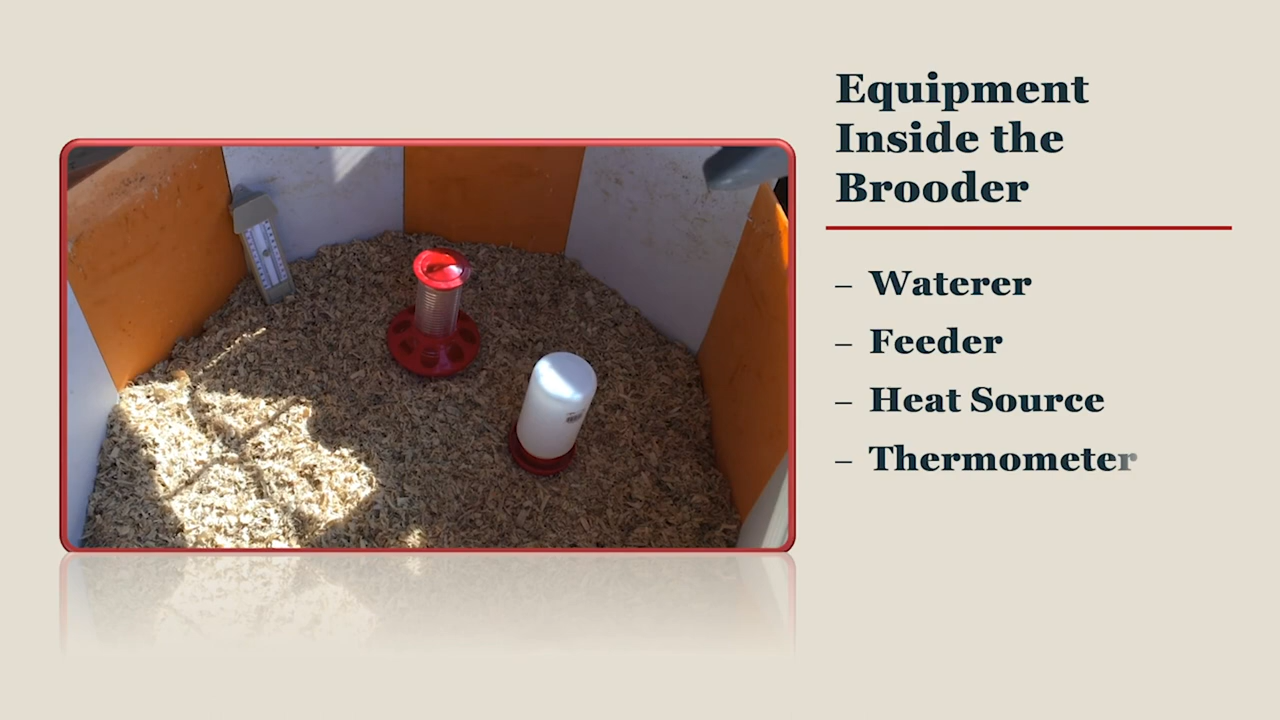 Equipment
Inside the
Brooder
– Waterer
– Feeder
– Heat Source
– Thermometer